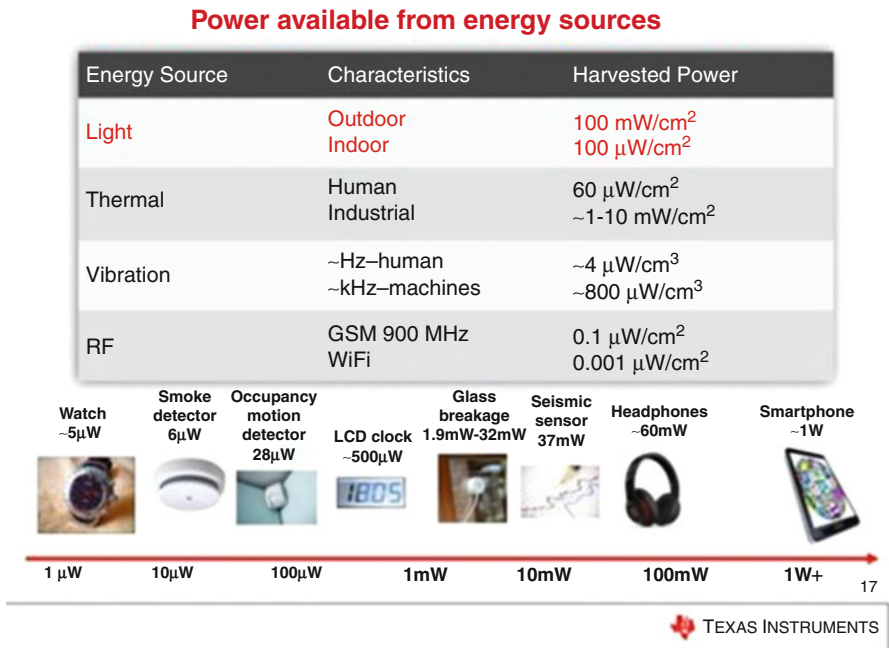 Power available from energy sources
Energy Source Characteristics Harvested Power
Light
Outdoor 100 mW/cm²
Indoor 100 μW/cm²
Thermal
Human 60 μW/cm²
Industrial ~1-10 mW/cm²
Vibration
~Hz–human ~4 μW/cm³
~kHz–machines ~800 μW/cm³
RF
GSM 900 MHz 0.1 μW/cm²
WiFi 0.001 μW/cm²
Watch
~5μW
Smoke
detector
6μW
Occupancy
motion
detector
28μW
LCD clock
~500μW
Glass
breakage
1.9mW-32mW
Seismic
sensor
37mW
Headphones
~60mW
Smartphone
~1W
1805
1 μW 10μW 100μW 1mW 10mW 100mW 1W+
17
TEXAS INSTRUMENTS